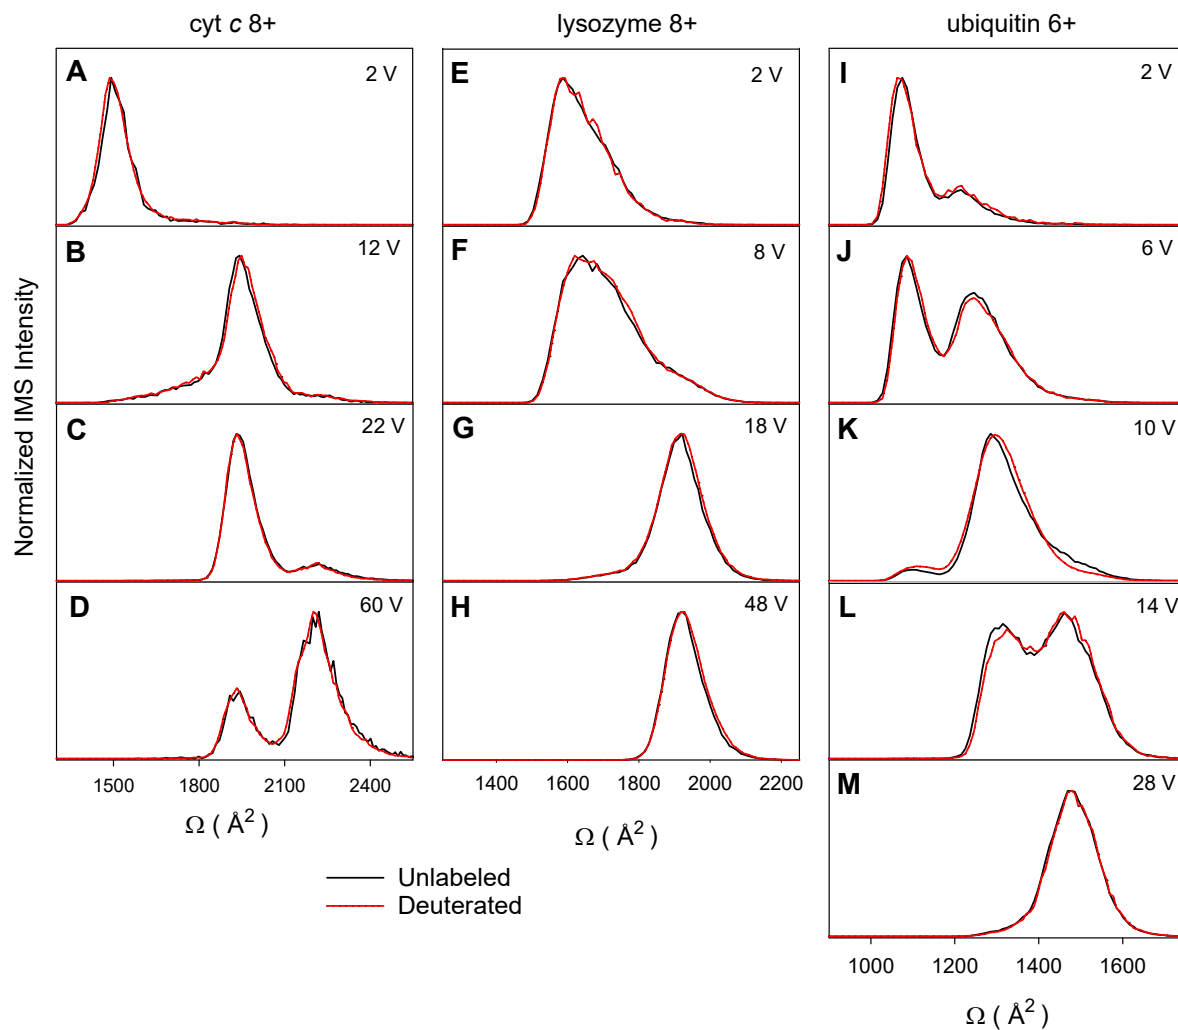 cyt c 8+
lysozyme 8+
ubiquitin 6+
Normalized IMS Intensity
A
2 V
B
12 V
C
22 V
D
60 V
1500 1800 2100 2400
Ω ( Å²)
E
2 V
F
8 V
G
18 V
H
48 V
1400 1600 1800 2000 2200
Ω ( Å²)
I
2 V
J
6 V
K
10 V
L
14 V
M
28 V
1000 1200 1400 1600
Ω ( Å²)
Unlabeled
Deuterated